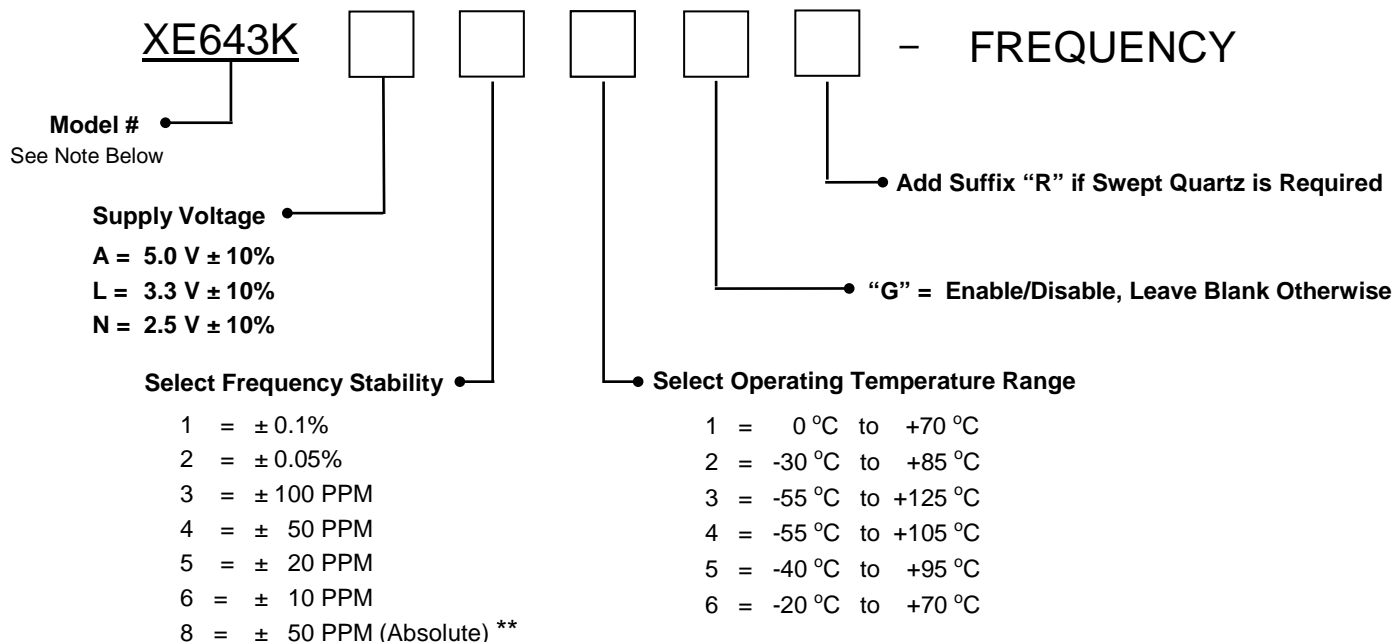 XE643K – FREQUENCY
Model #
See Note Below
Add Suffix “R” if Swept Quartz is Required
Supply Voltage
A = 5.0 V ± 10%
L = 3.3 V ± 10%
N = 2.5 V ± 10%
“G” = Enable/Disable, Leave Blank Otherwise
Select Frequency Stability
1 = ± 0.1%
2 = ± 0.05%
3 = ± 100 PPM
4 = ± 50 PPM
5 = ± 20 PPM
6 = ± 10 PPM
8 = ± 50 PPM (Absolute) **
Select Operating Temperature Range
1 = 0 °C to +70 °C
2 = -30 °C to +85 °C
3 = -55 °C to +125 °C
4 = -55 °C to +105 °C
5 = -40 °C to +95 °C
6 = -20 °C to +70 °C